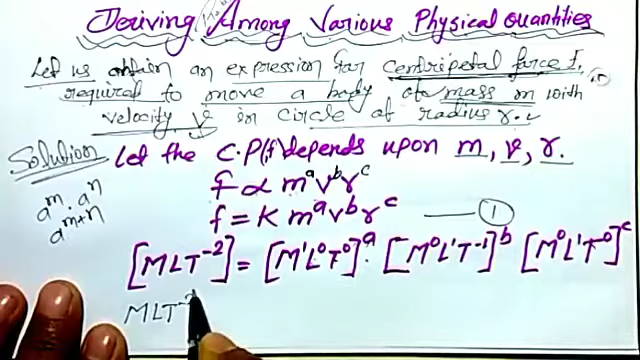 Deriving Among Various Physical Quantities
Let us obtain an expression for centripetal force F,
required to move a body of mass m with
velocity v in circle of radius r.
Solution Let the C.P(f) depends upon m, v, r.
a^m . a^n
a^{m+n}
f ∝ m^a v^b r^c
f = K m^a v^b r^c —— ①
[MLT^-2] = [M^1L^0T^0]^a . [M^0L^1T^-1]^b [M^0L^1T^0]^c
MLT^-2